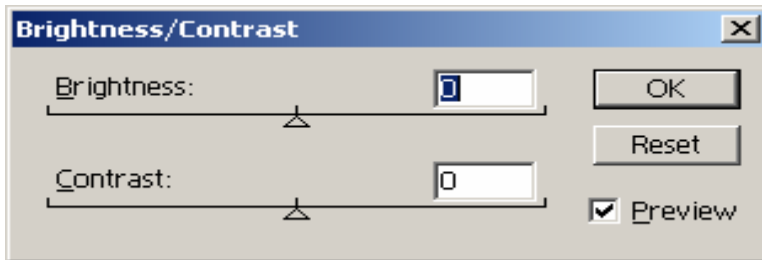 Brightness/Contrast
Brightness: 0
OK
Reset
Contrast: 0
Preview